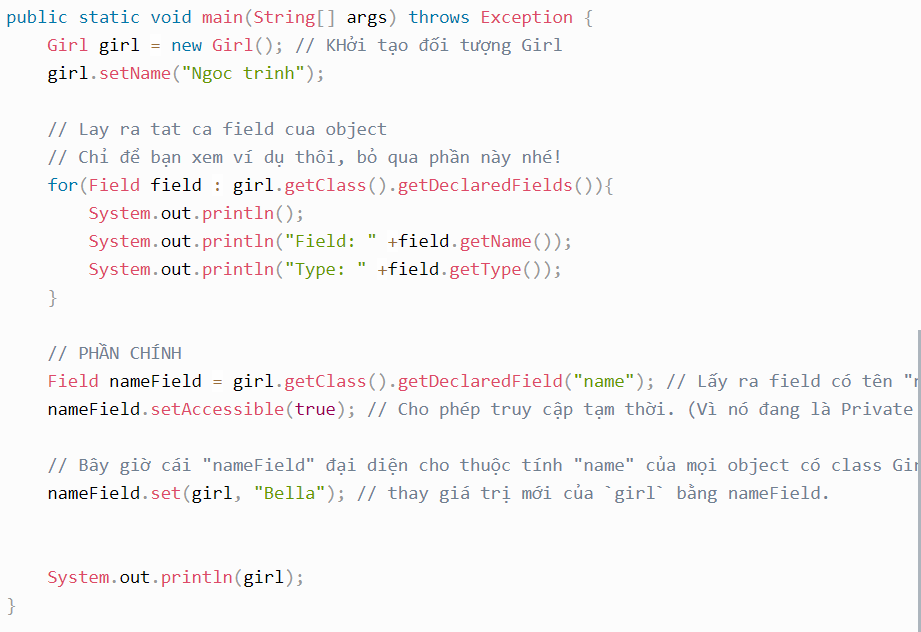 public static void main(String[] args) throws Exception {
    Girl girl = new Girl(); // KHởi tạo đối tượng Girl
    girl.setName("Ngoc trinh");
    // Lay ra tat ca field cua object
    // Chỉ để bạn xem ví dụ thôi, bỏ qua phần này nhé!
    for(Field field : girl.getClass().getDeclaredFields()){
        System.out.println();
        System.out.println("Field: " +field.getName());
        System.out.println("Type: " +field.getType());
    }
    // PHẦN CHÍNH
    Field nameField = girl.getClass().getDeclaredField("name"); // Lấy ra field có tên
    nameField.setAccessible(true); // Cho phép truy cập tạm thời. (Vì nó đang là Private
    // Bây giờ cái "nameField" đại diện cho thuộc tính "name" của mọi object có class
    nameField.set(girl, "Bella"); // thay giá trị mới của `girl` bằng nameField.
    System.out.println(girl);
}